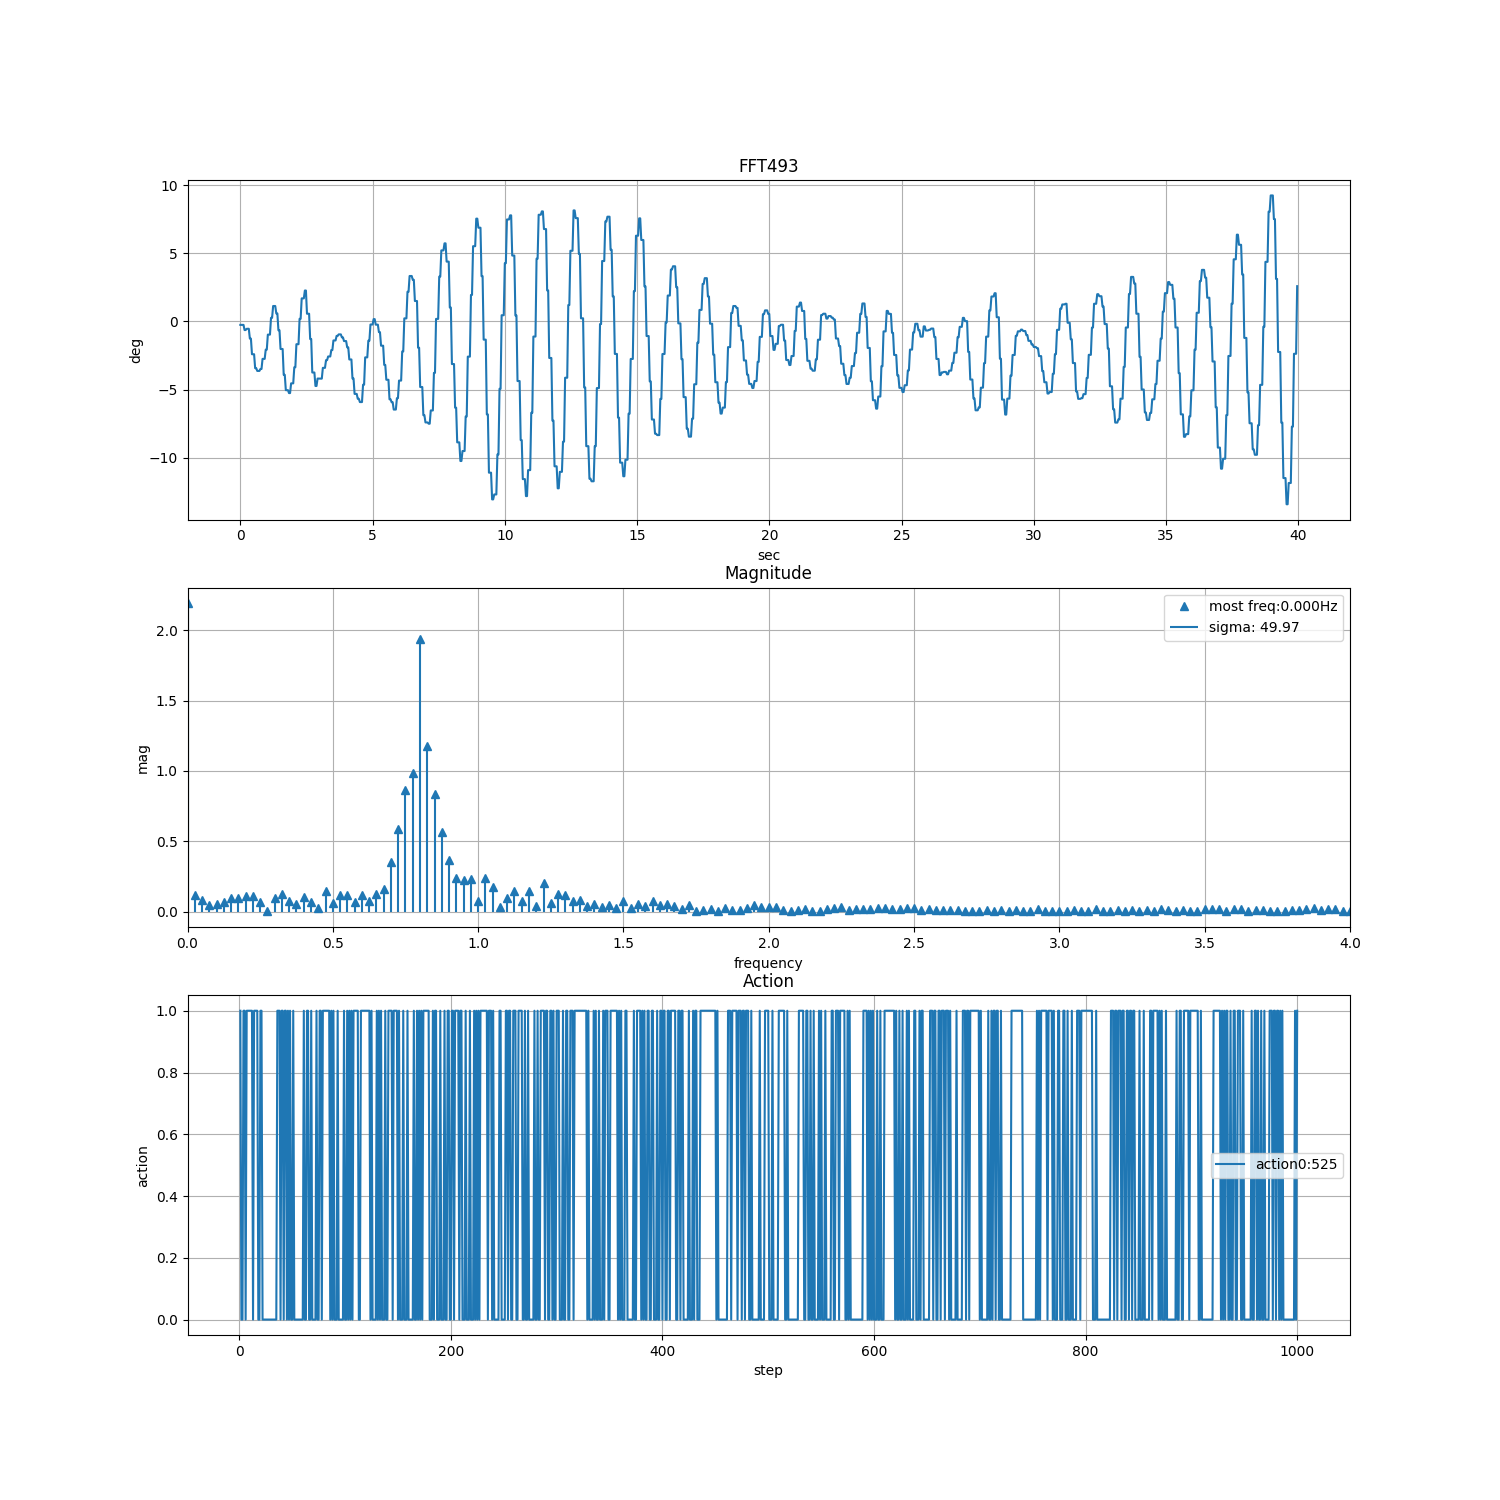 FFT493
10
5
0
−5
−10
deg
0 5 10 15 20 25 30 35 40
sec
Magnitude
most freq:0.000Hz
sigma: 49.97
2.0
1.5
1.0
0.5
0.0
mag
0.0 0.5 1.0 1.5 2.0 2.5 3.0 3.5 4.0
frequency
Action
1.0
0.8
0.6
0.4
0.2
0.0
action
action0:525
0 200 400 600 800 1000
step